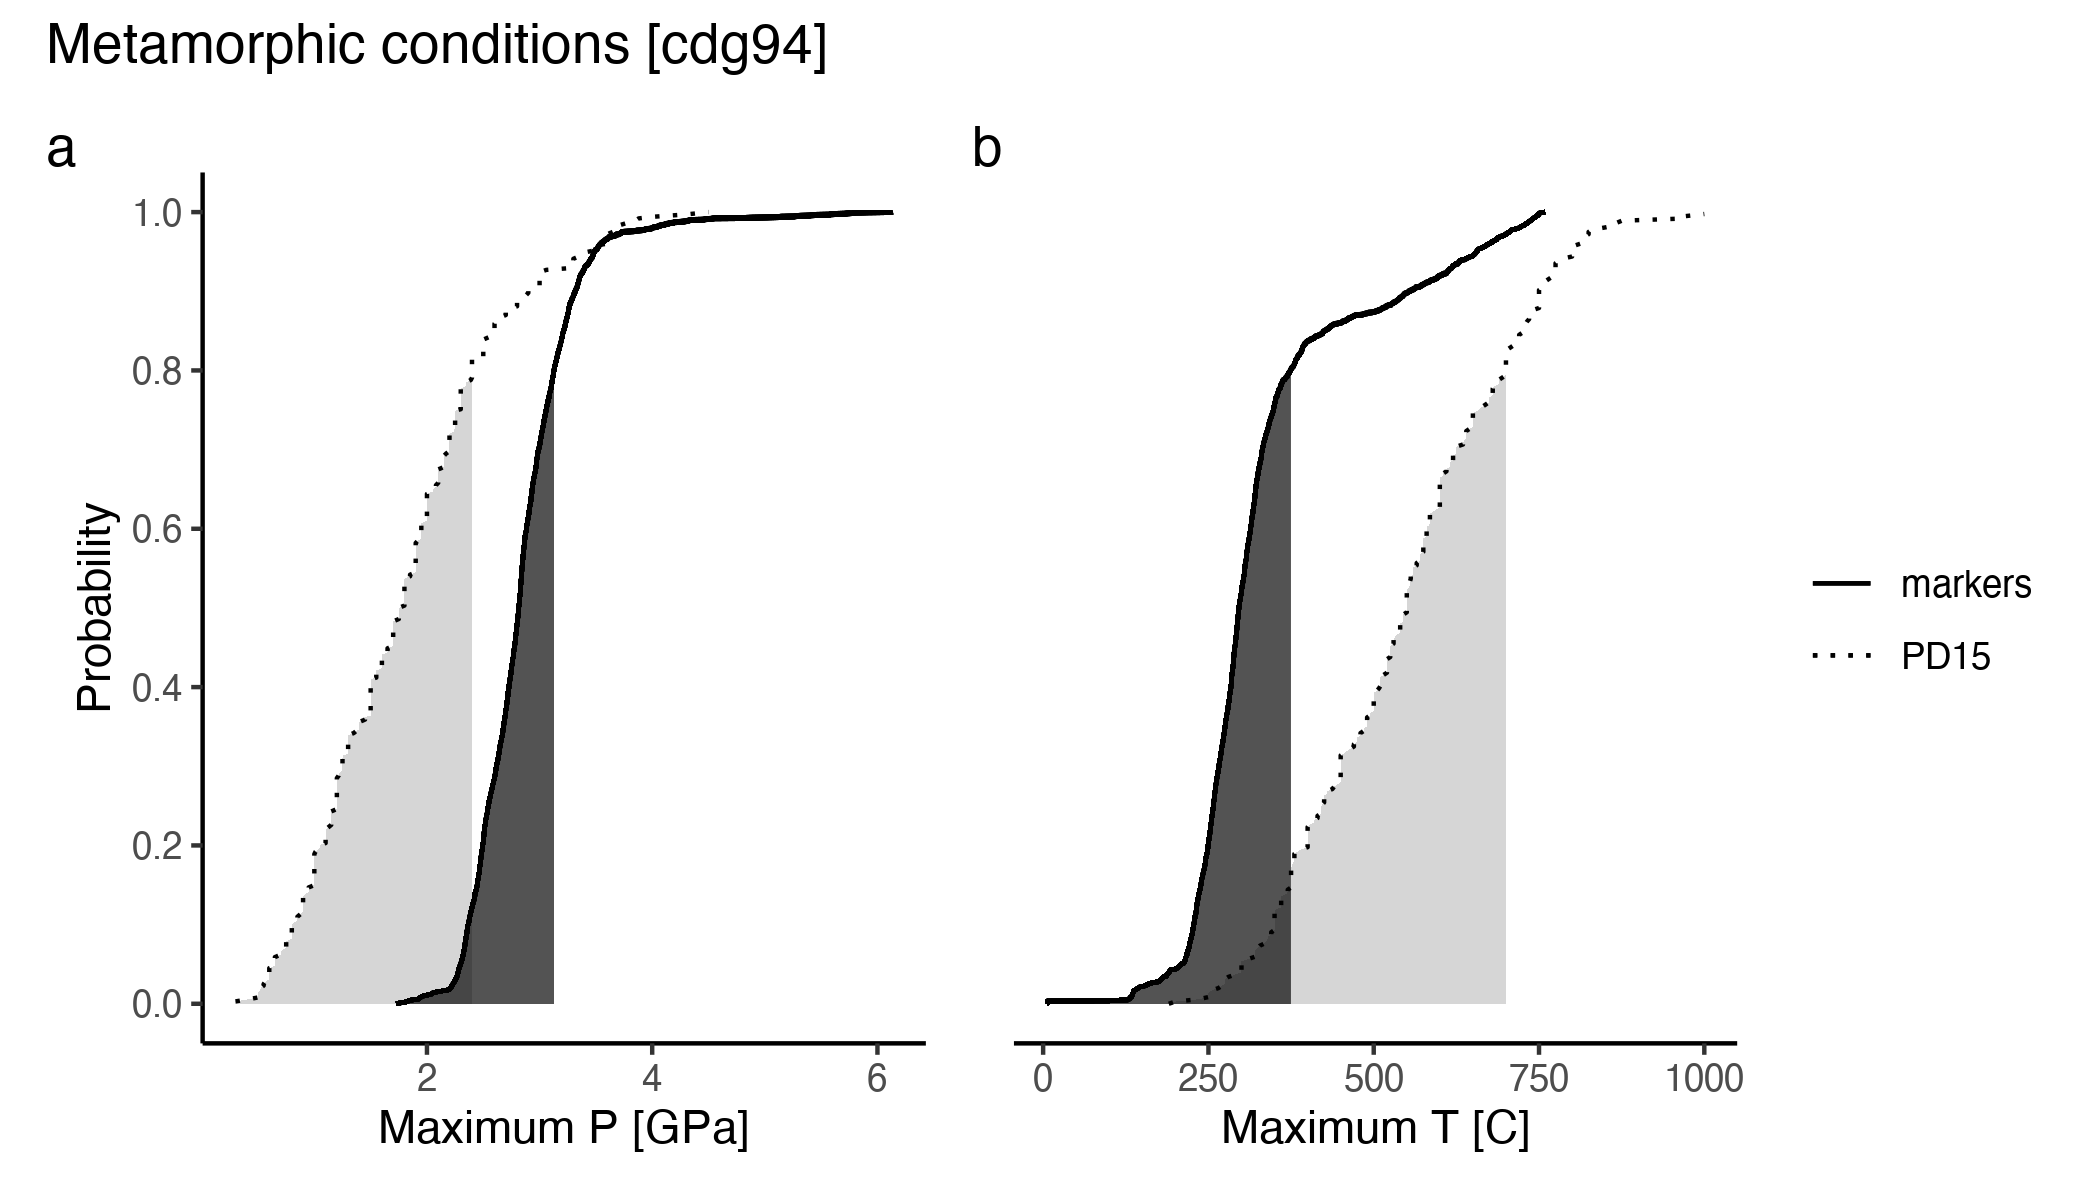 Metamorphic conditions [cdg94]
a
b
1.0
0.8
0.6
0.4
0.2
0.0
Probability
2
4
6
Maximum P [GPa]
0
250
500
750
1000
Maximum T [C]
markers
PD15